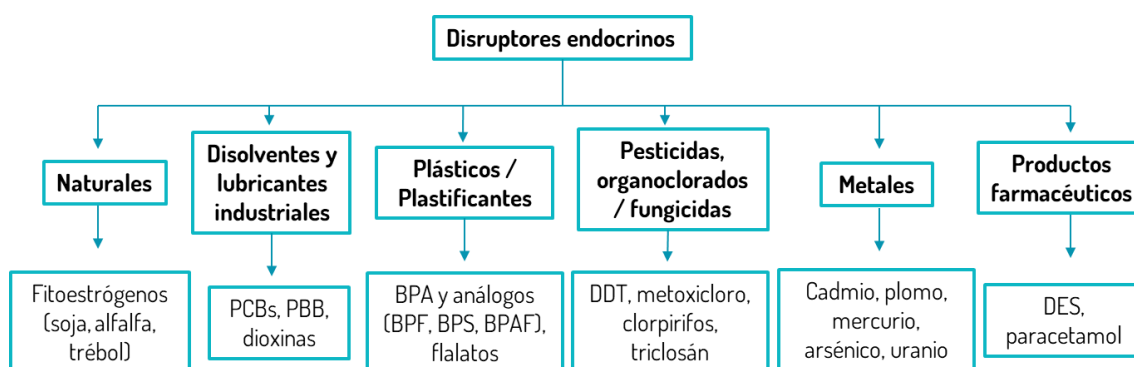 Disruptores endocrinos
Naturales
Disolventes y
lubricantes
industriales
Plásticos /
Plastificantes
Pesticidas,
organoclorados
/ fungicidas
Metales
Productos
farmacéuticos
Fitoestrógenos
(soja, alfalfa,
trébol)
PCBs, PBB,
dioxinas
BPA y análogos
(BPF, BPS, BPAF),
flalatos
DDT, metoxicloro,
clorpirifos,
triclosán
Cadmio, plomo,
mercurio,
arsénico, uranio
DES,
paracetamol